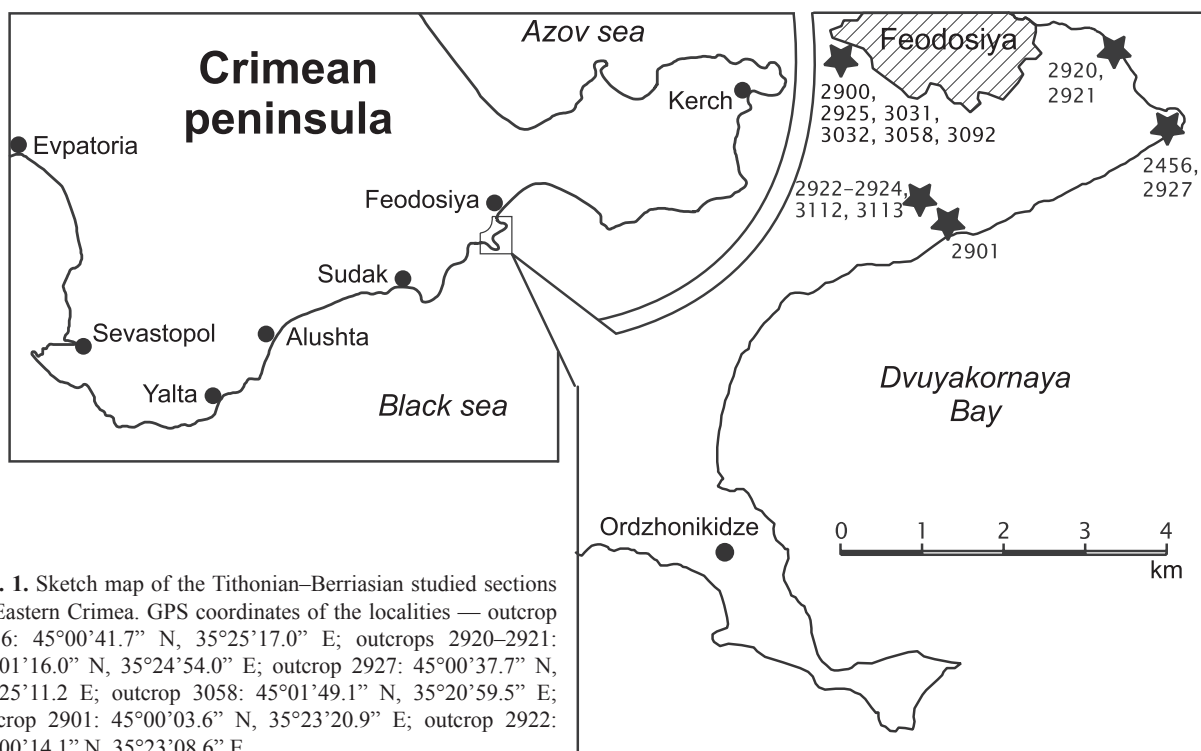 Azov sea
Crimean
peninsula
Kerch
Evpatoria
Feodosiya
Sudak
Sevastopol
Alushta
Yalta
Black sea
Feodosiya
2920,
2921
2900,
2925, 3031,
3032, 3058, 3092
2456,
2927
2922–2924,
3112, 3113
2901
Dvuyakornaya
Bay
Ordzhonikidze
0 1 2 3 4
km
. 1. Sketch map of the Tithonian–Berriasian studied sections
Eastern Crimea. GPS coordinates of the localities — outcrop
6: 45°00’41.7” N, 35°25’17.0” E; outcrops 2920–2921:
01’16.0” N, 35°24’54.0” E; outcrop 2927: 45°00’37.7” N,
25’11.2 E; outcrop 3058: 45°01’49.1” N, 35°20’59.5” E;
crop 2901: 45°00’03.6” N, 35°23’20.9” E; outcrop 2922:
00’14.1” N, 35°23’08.6” E